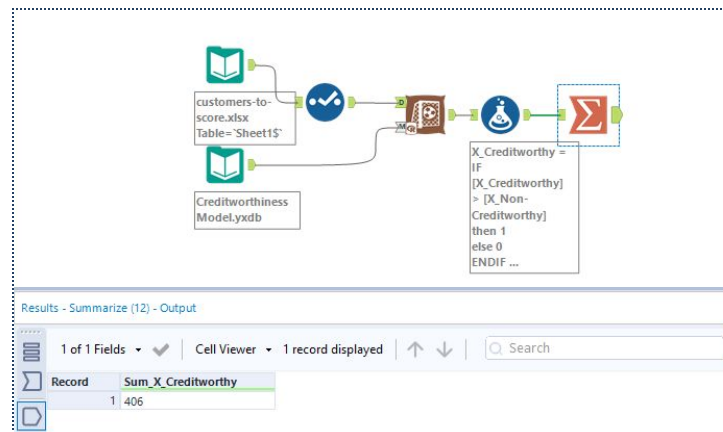 customers-to-
score.xlsx
Table=`Sheet1$`
D
M
Creditworthiness
Model.yxdb
X_Creditworthy =
IF
[X_Creditworthy]
> [X_Non-
Creditworthy]
then 1
else 0
ENDIF ...
Results - Summarize (12) - Output
1 of 1 Fields
Cell Viewer
1 record displayed
Search
Record Sum_X_Creditworthy
1 406